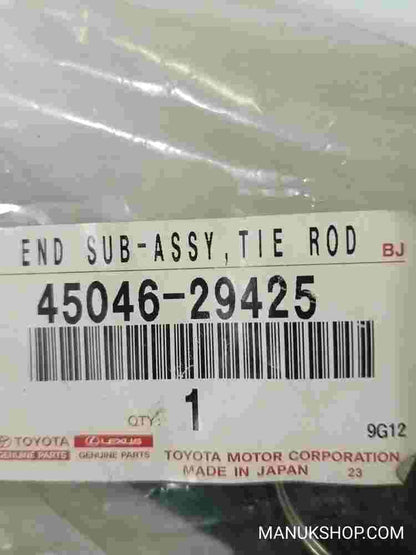 END SUB-ASSY, TIE ROD BJ
45046-29425
QTY: 1
9G12
TOYOTA LEXUS
GENUINE PARTS GENUINE PARTS
TOYOTA MOTOR CORPORATION
MADE IN JAPAN 23
MANUKSHOP.COM